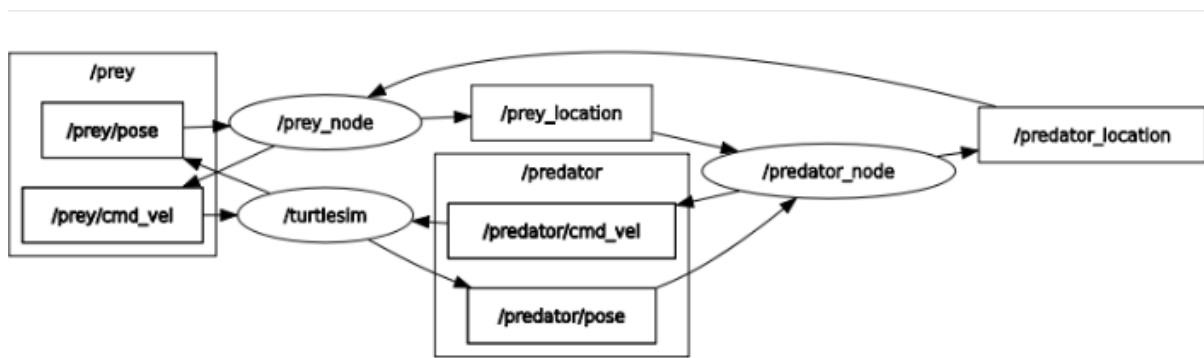 /prey
/prey/pose
/prey_node
/prey_location
/predator_location
/predator
/predator_node
/prey/cmd_vel
/turtlesim
/predator/cmd_vel
/predator/pose